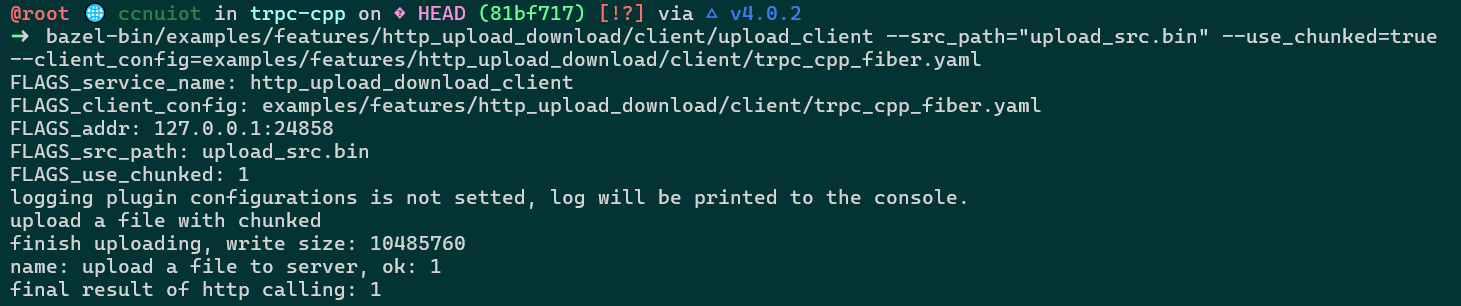 @root 🌐 ccnuiot in trpc-cpp on � HEAD (81bf717) [!?] via △ v4.0.2
➜ bazel-bin/examples/features/http_upload_download/client/upload_client --src_path="upload_src.bin" --use_chunked=true
--client_config=examples/features/http_upload_download/client/trpc_cpp_fiber.yaml
FLAGS_service_name: http_upload_download_client
FLAGS_client_config: examples/features/http_upload_download/client/trpc_cpp_fiber.yaml
FLAGS_addr: 127.0.0.1:24858
FLAGS_src_path: upload_src.bin
FLAGS_use_chunked: 1
logging plugin configurations is not setted, log will be printed to the console.
upload a file with chunked
finish uploading, write size: 10485760
name: upload a file to server, ok: 1
final result of http calling: 1